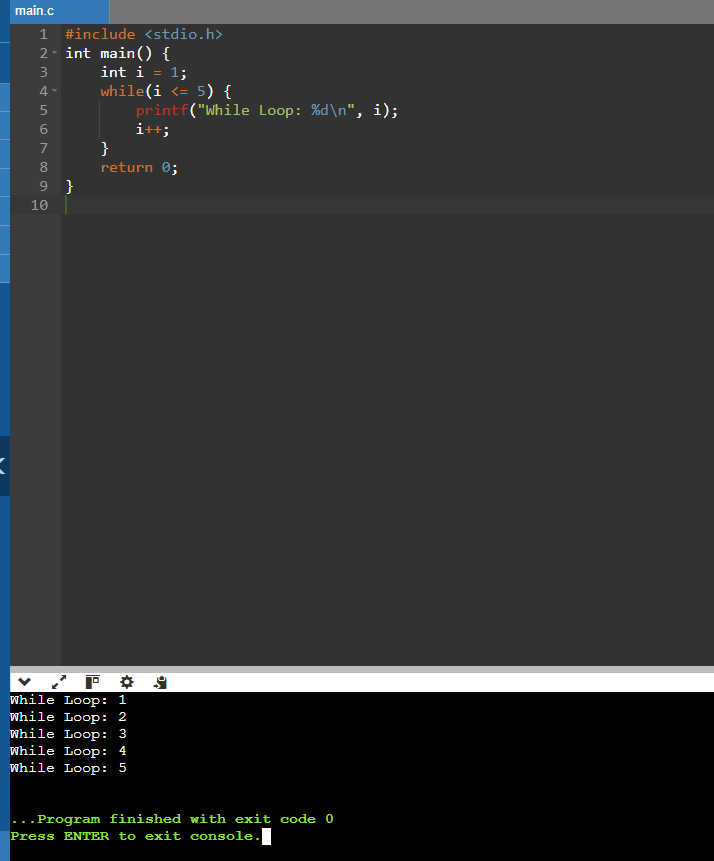 main.c
1 #include <stdio.h>
2 int main() {
3     int i = 1;
4     while(i <= 5) {
5         printf("While Loop: %d\n", i);
6         i++;
7     }
8     return 0;
9 }
10
While Loop: 1
While Loop: 2
While Loop: 3
While Loop: 4
While Loop: 5
...Program finished with exit code 0
Press ENTER to exit console.